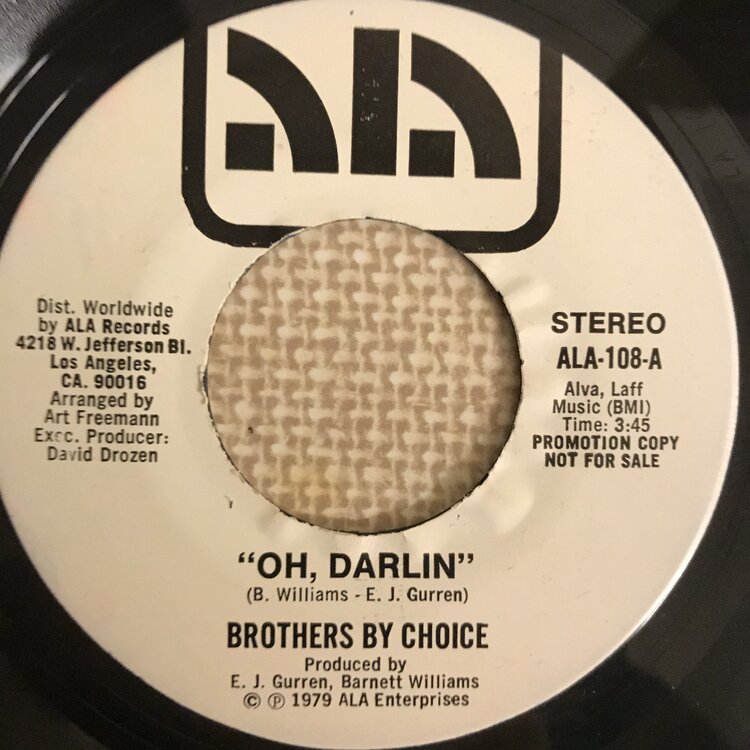 ala
Dist. Worldwide
by ALA Records
4218 W. Jefferson Bl.
Los Angeles,
CA. 90016
Arranged by
Art Freemann
Exec. Producer:
David Drozen
STEREO
ALA-108-A
Alva, Laff
Music (BMI)
Time: 3:45
PROMOTION COPY
NOT FOR SALE
“OH, DARLIN”
(B. Williams - E. J. Gurren)
BROTHERS BY CHOICE
Produced by
E. J. Gurren, Barnett Williams
© ℗ 1979 ALA Enterprises